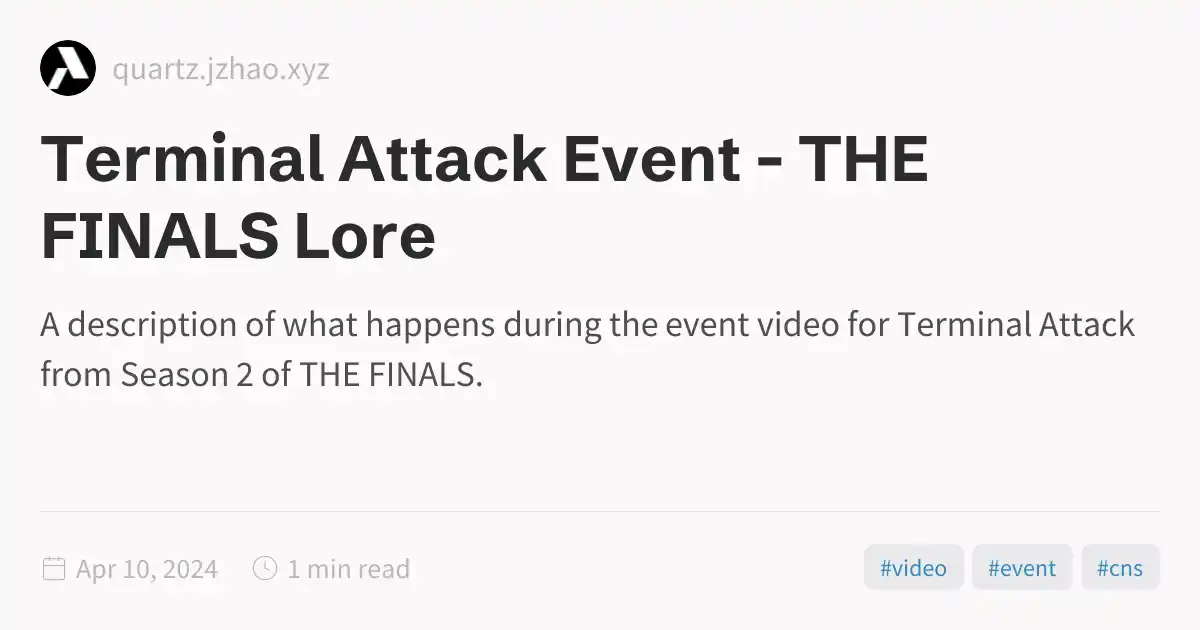 quartz.jzhao.xyz
Terminal Attack Event - THE
FINALS Lore
A description of what happens during the event video for Terminal Attack
from Season 2 of THE FINALS.
Apr 10, 2024
1 min read
#video
#event
#cns